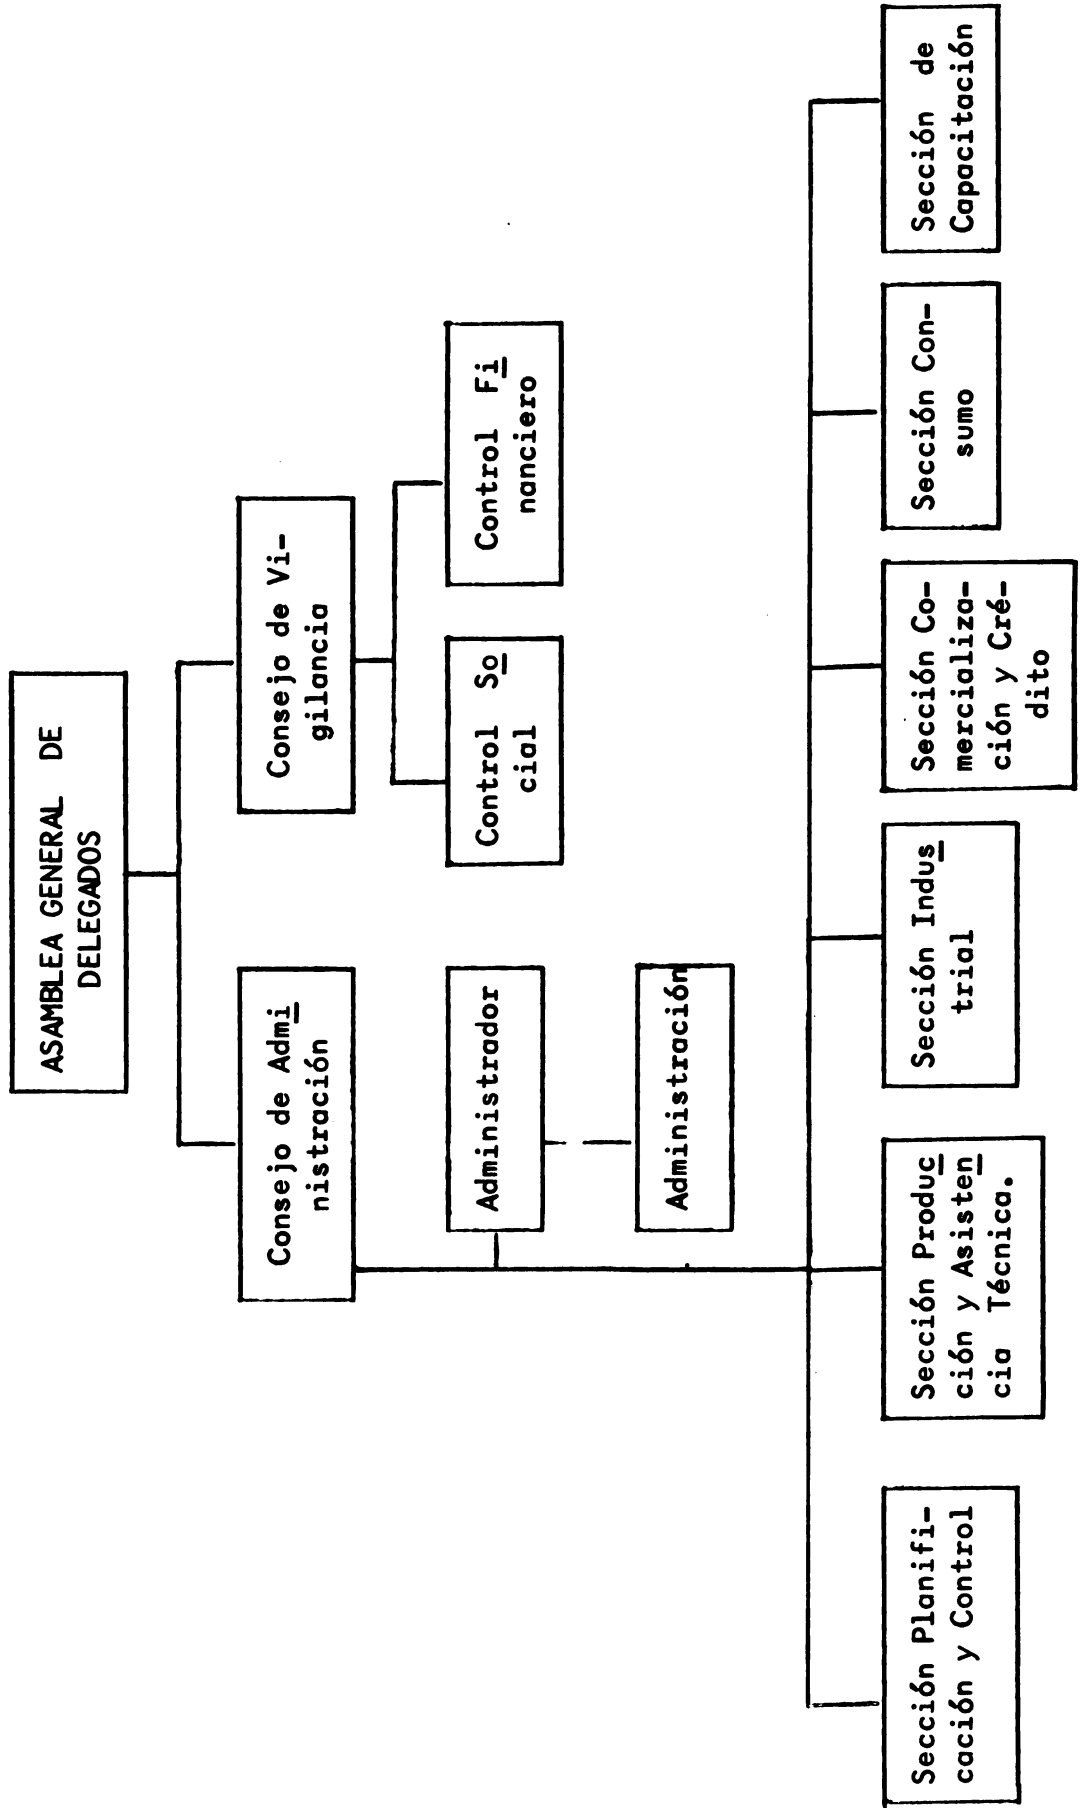 ASAMBLEA GENERAL DE
DELEGADOS
Consejo de Admi
nistración
Consejo de Vi-
gilancia
Administrador
Control So
cial
Control Fi
nanciero
Administración
Sección Planifi-
cación y Control
Sección Produc
ción y Asisten
cia Técnica.
Sección Indus
trial
Sección Co-
mercializa-
ción y Cré-
dito
Sección Con-
sumo
Sección de
Capacitación